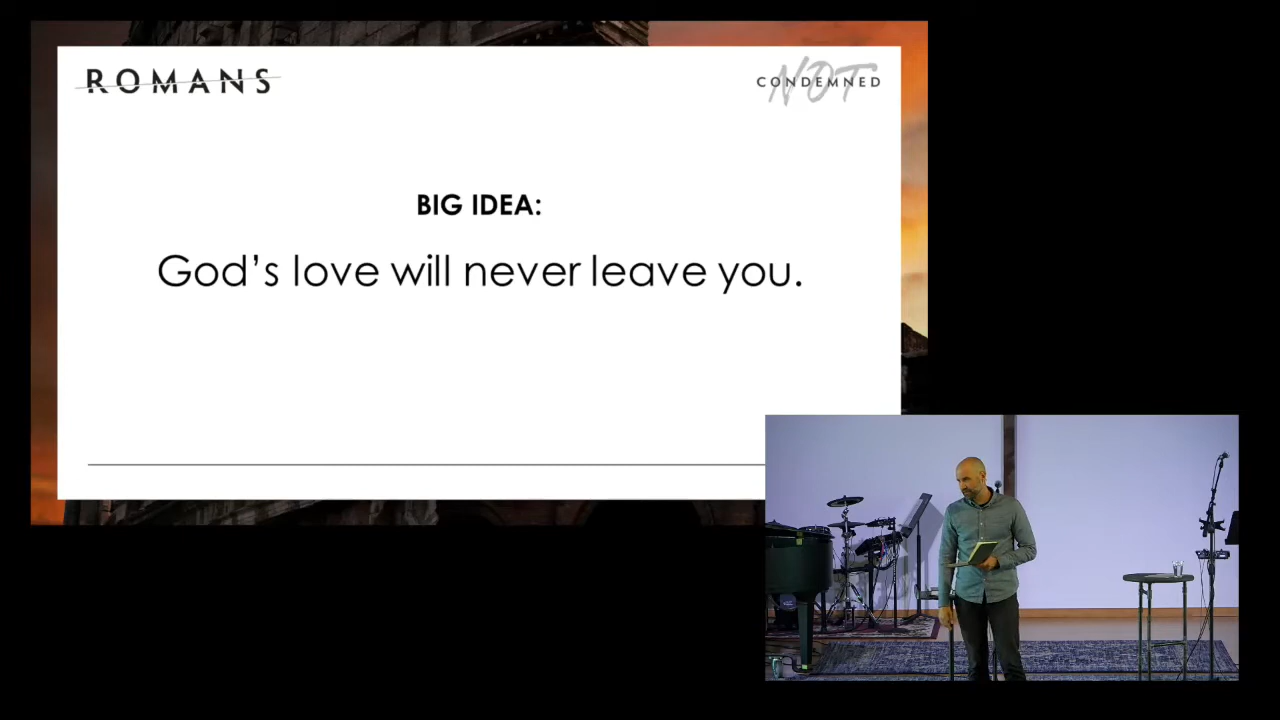 ROMANS
CONDEMNED
NOT
BIG IDEA:
God's love will never leave you.